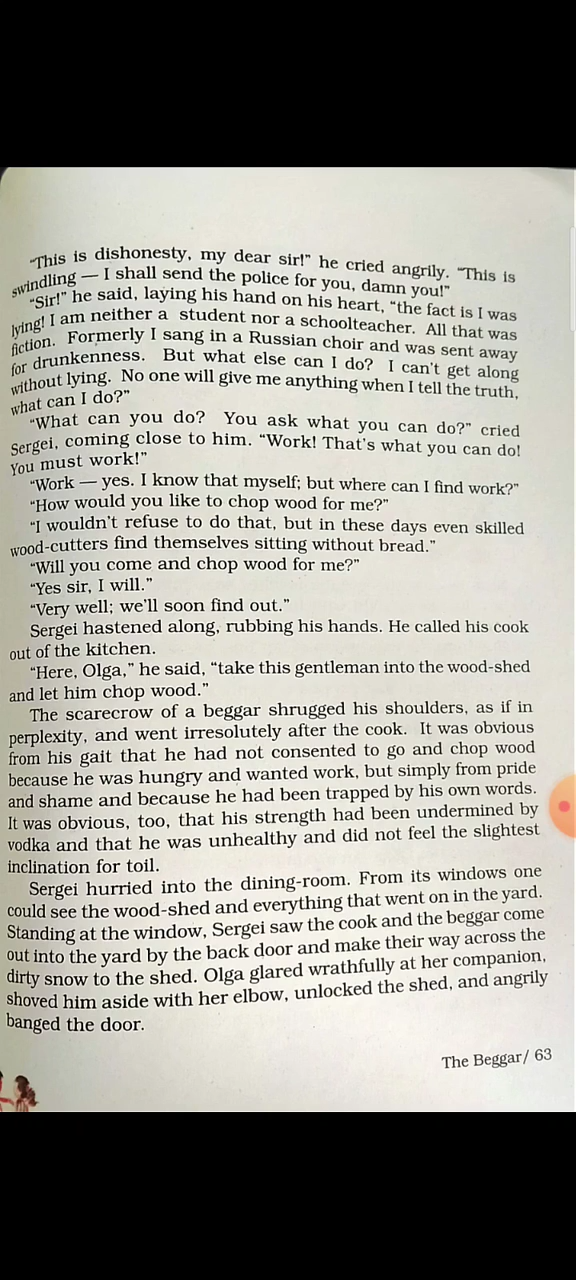 "This is dishonesty, my dear sir!" he cried angrily. "This is
swindling — I shall send the police for you, damn you!"
"Sir!" he said, laying his hand on his heart, "the fact is I was
lying! I am neither a student nor a schoolteacher. All that was
fiction. Formerly I sang in a Russian choir and was sent away
for drunkenness. But what else can I do? I can't get along
without lying. No one will give me anything when I tell the truth,
what can I do?"
"What can you do? You ask what you can do?" cried
Sergei, coming close to him. "Work! That's what you can do!
You must work!"
"Work — yes. I know that myself; but where can I find work?"
"How would you like to chop wood for me?"
"I wouldn't refuse to do that, but in these days even skilled
wood-cutters find themselves sitting without bread."
"Will you come and chop wood for me?"
"Yes sir, I will."
"Very well; we'll soon find out."
Sergei hastened along, rubbing his hands. He called his cook
out of the kitchen.
"Here, Olga," he said, "take this gentleman into the wood-shed
and let him chop wood."
The scarecrow of a beggar shrugged his shoulders, as if in
perplexity, and went irresolutely after the cook. It was obvious
from his gait that he had not consented to go and chop wood
because he was hungry and wanted work, but simply from pride
and shame and because he had been trapped by his own words.
It was obvious, too, that his strength had been undermined by
vodka and that he was unhealthy and did not feel the slightest
inclination for toil.
Sergei hurried into the dining-room. From its windows one
could see the wood-shed and everything that went on in the yard.
Standing at the window, Sergei saw the cook and the beggar come
out into the yard by the back door and make their way across the
dirty snow to the shed. Olga glared wrathfully at her companion,
shoved him aside with her elbow, unlocked the shed, and angrily
banged the door.
The Beggar/ 63